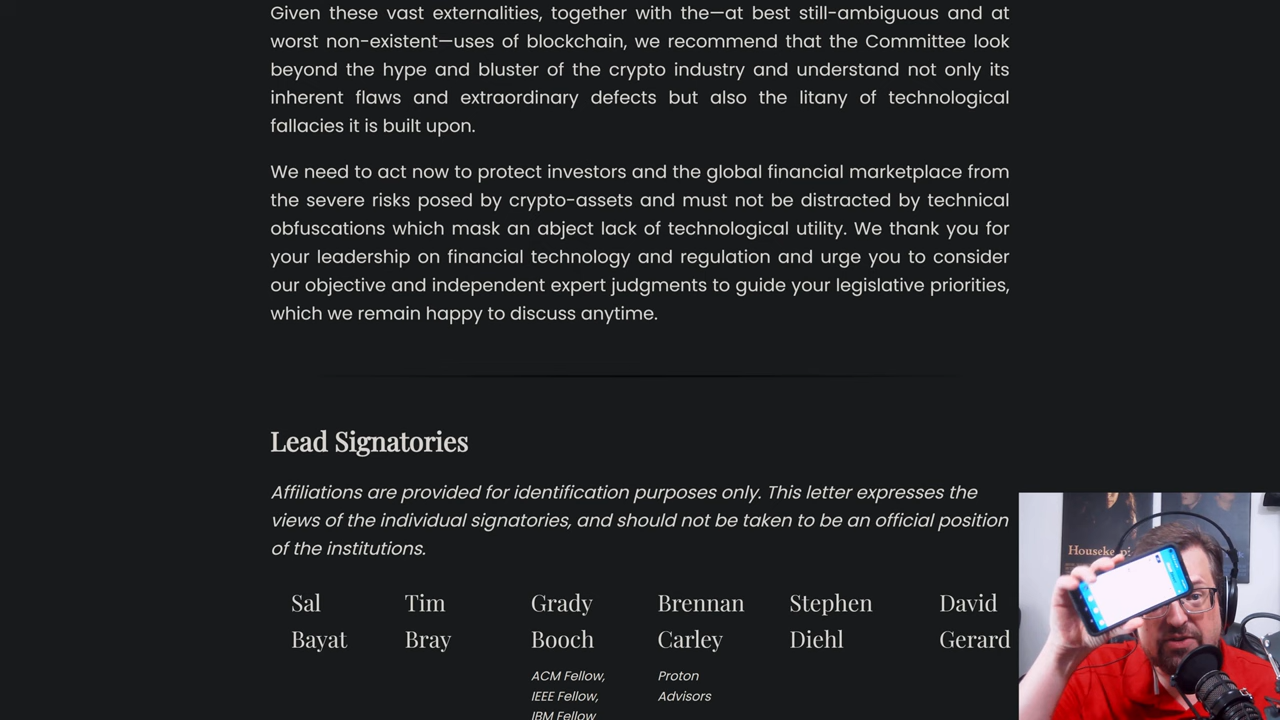 Given these vast externalities, together with the—at best still-ambiguous and at
worst non-existent—uses of blockchain, we recommend that the Committee look
beyond the hype and bluster of the crypto industry and understand not only its
inherent flaws and extraordinary defects but also the litany of technological
fallacies it is built upon.
We need to act now to protect investors and the global financial marketplace from
the severe risks posed by crypto-assets and must not be distracted by technical
obfuscations which mask an abject lack of technological utility. We thank you for
your leadership on financial technology and regulation and urge you to consider
our objective and independent expert judgments to guide your legislative priorities,
which we remain happy to discuss anytime.
Lead Signatories
Affiliations are provided for identification purposes only. This letter expresses the
views of the individual signatories, and should not be taken to be an official position
of the institutions.
Sal
Bayat
Tim
Bray
Grady
Booch
ACM Fellow,
IEEE Fellow,
IBM Fellow
Brennan
Carley
Proton
Advisors
Stephen
Diehl
David
Gerard